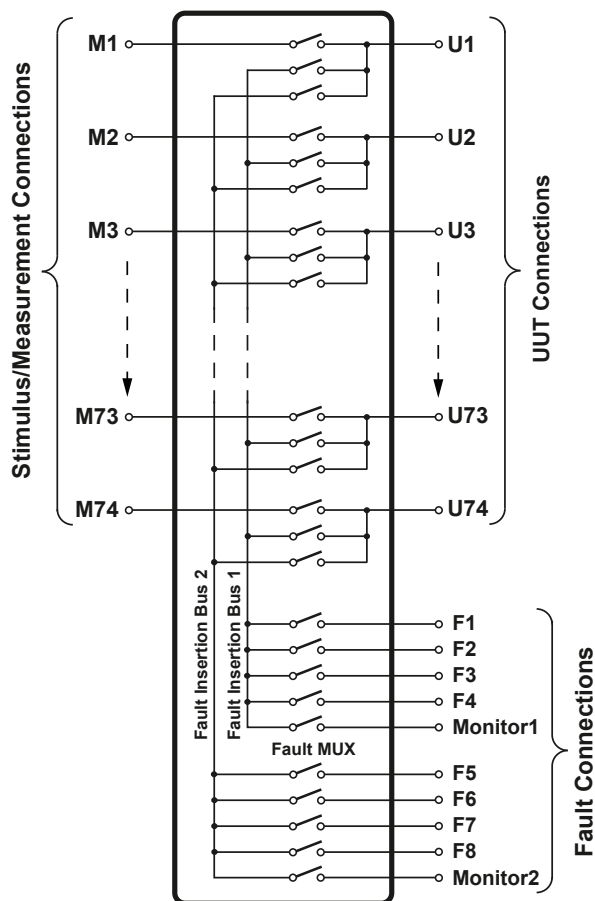 Stimulus/Measurement Connections
M1
U1
M2
U2
M3
U3
UUT Connections
M73
U73
M74
U74
Fault Insertion Bus 2
Fault Insertion Bus 1
F1
F2
F3
F4
Monitor1
Fault MUX
F5
F6
F7
F8
Monitor2
Fault Connections